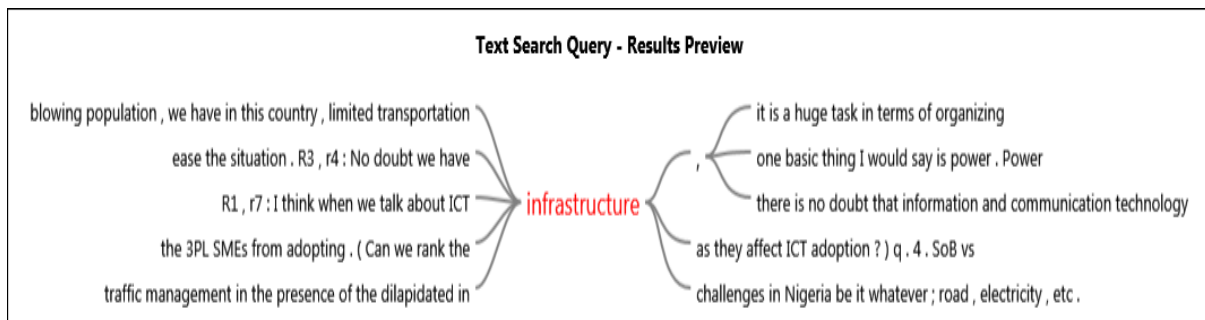 Text Search Query - Results Preview
blowing population , we have in this country , limited transportation
ease the situation . R3 , r4 : No doubt we have
R1 , r7 : I think when we talk about ICT
the 3PL SMEs from adopting . ( Can we rank the
traffic management in the presence of the dilapidated in
infrastructure
,
it is a huge task in terms of organizing
one basic thing I would say is power . Power
there is no doubt that information and communication technology
as they affect ICT adoption ? ) q . 4 . SoB vs
challenges in Nigeria be it whatever ; road , electricity , etc .